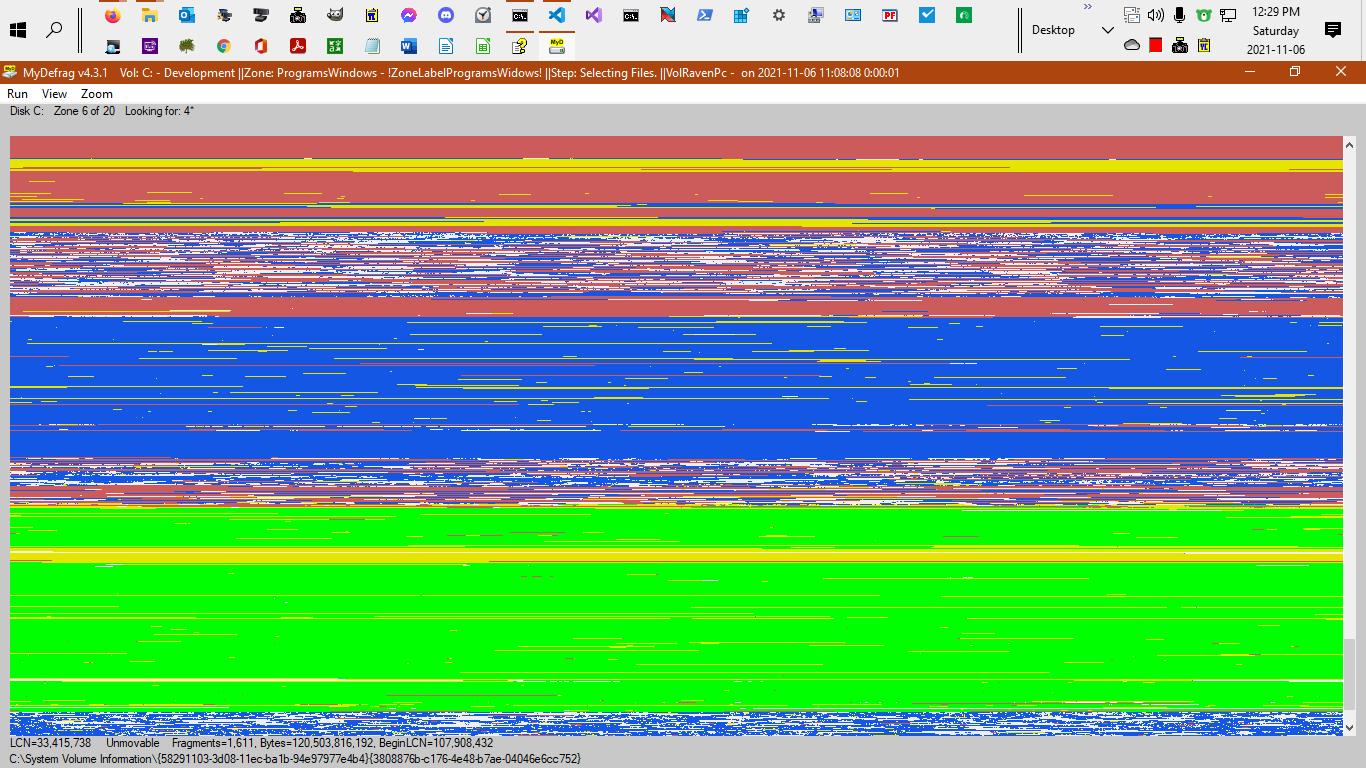 12:29 PM
Desktop
Saturday
2021-11-06
MyDefrag v4.3.1 Vol: C: - Development ||Zone: ProgramsWindows - !ZoneLabelProgramsWidows! ||Step: Selecting Files. ||VolRavenPc - on 2021-11-06 11:08:08 0:00:01
Run View Zoom
Disk C: Zone 6 of 20 Looking for: 4*
LCN=33,415,738 Unmovable Fragments=1,611, Bytes=120,503,816,192, BeginLCN=107,908,432
C:\System Volume Information\{58291103-3d08-11ec-ba1b-94e97977e4b4}{3808876b-c176-4e48-b7ae-04046e6cc752}